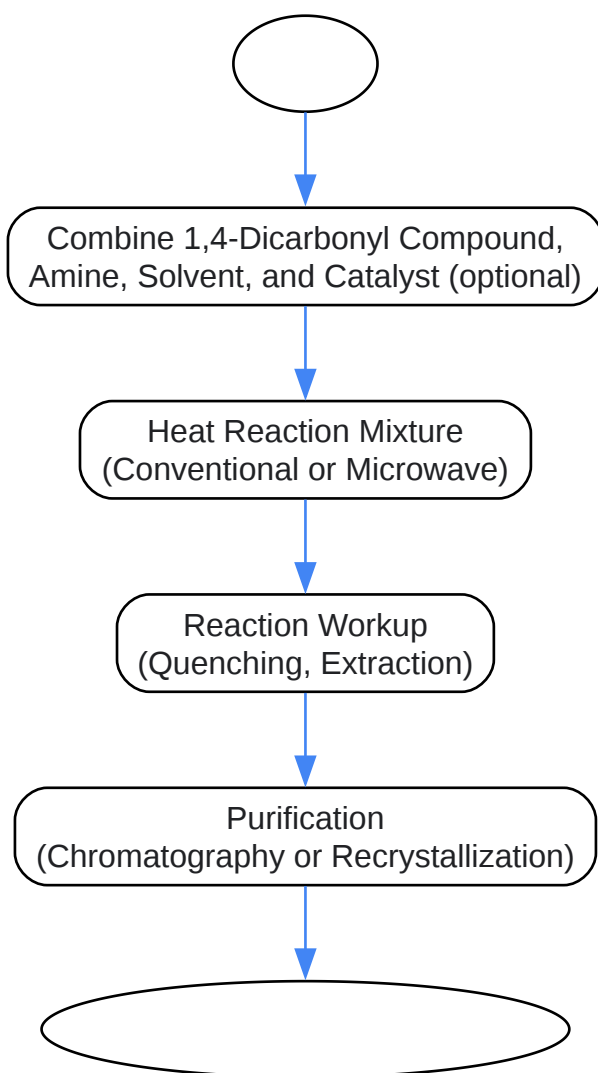 Combine 1,4-Dicarbonyl Compound,
Amine, Solvent, and Catalyst (optional)
Heat Reaction Mixture
(Conventional or Microwave)
Reaction Workup
(Quenching, Extraction)
Purification
(Chromatography or Recrystallization)